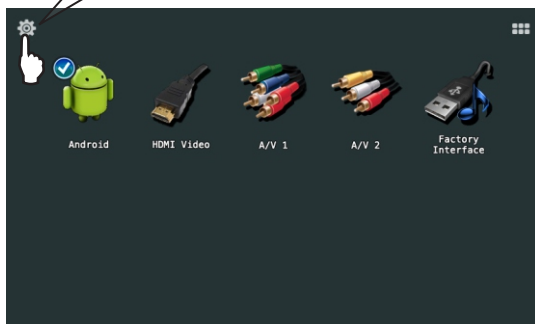 Android
HDMI Video
A/V 1
A/V 2
Factory
Interface